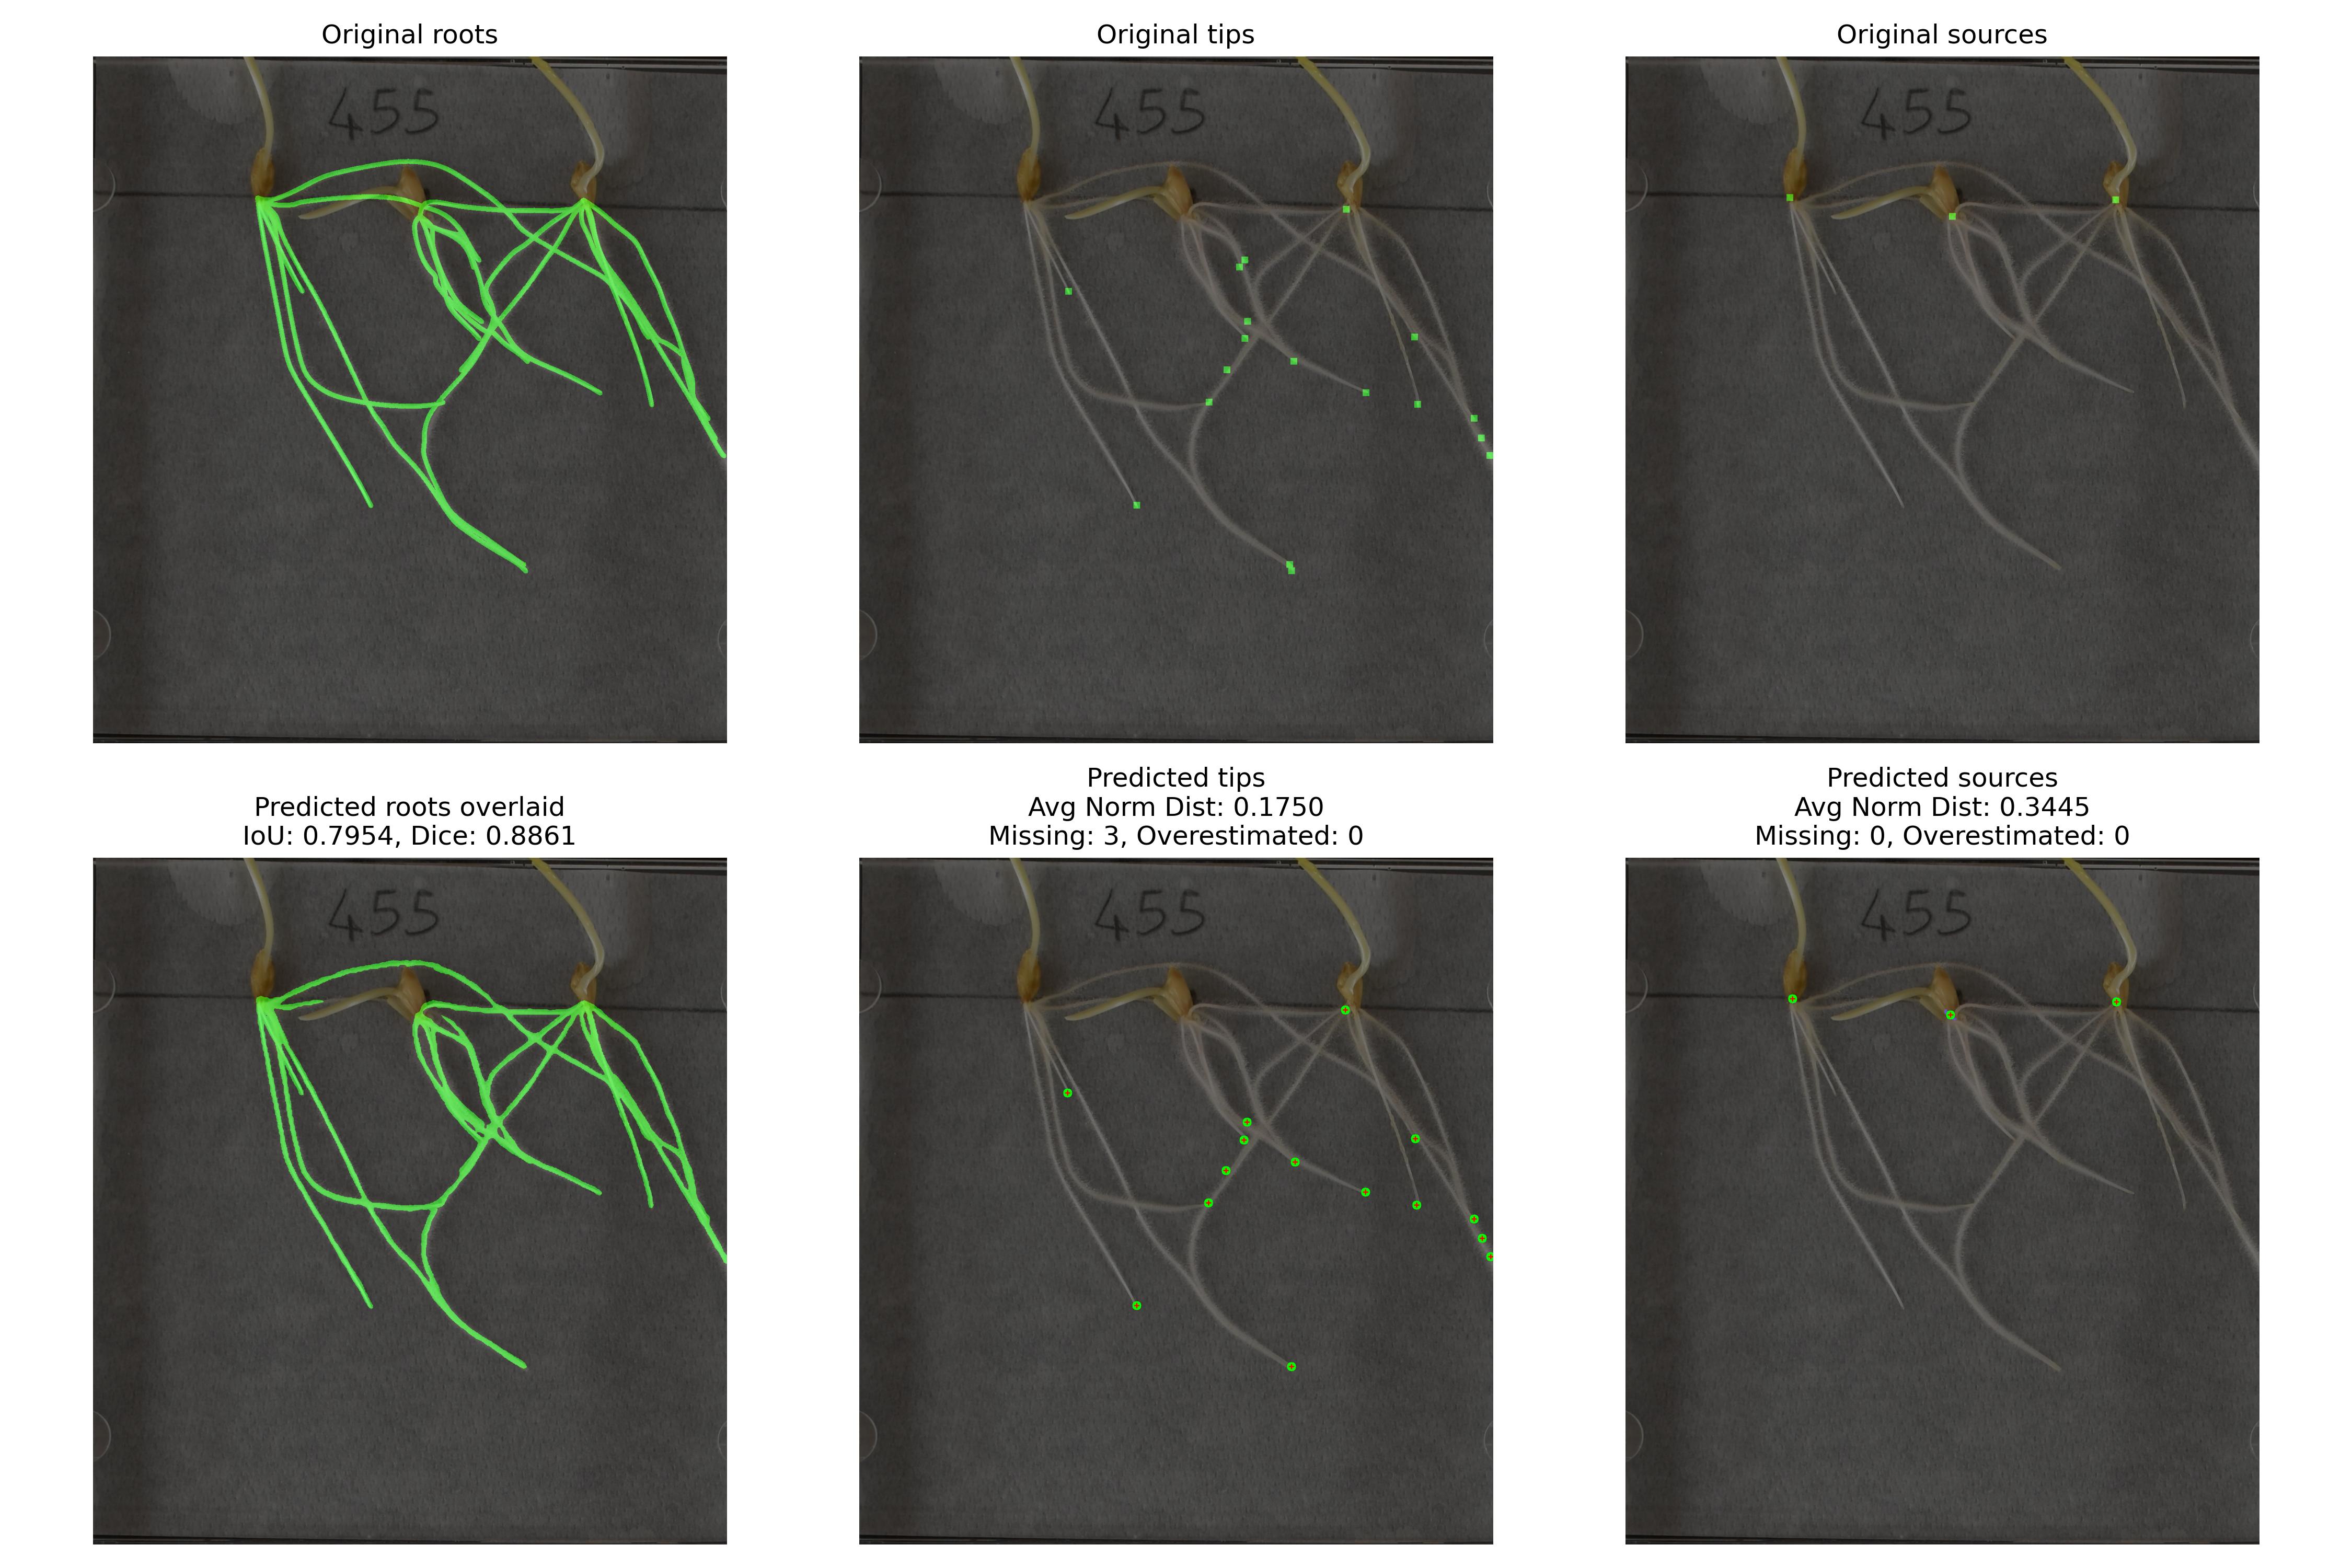 Original roots
Original tips
Original sources
455
455
455
Predicted roots overlaid
IoU: 0.7954, Dice: 0.8861
Predicted tips
Avg Norm Dist: 0.1750
Missing: 3, Overestimated: 0
Predicted sources
Avg Norm Dist: 0.3445
Missing: 0, Overestimated: 0
455
455
455